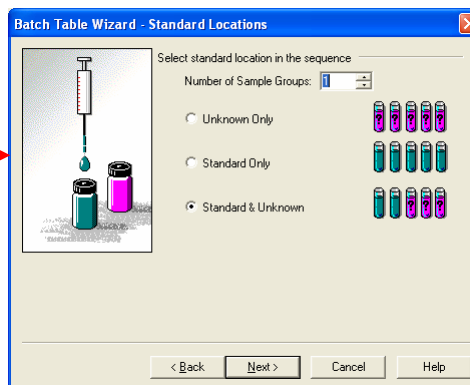 Batch Table Wizard - Standard Locations
Select standard location in the sequence
Number of Sample Groups: 1
Unknown Only
? ? ? ? ?
Standard Only
Standard & Unknown
? ? ?
< Back Next > Cancel Help